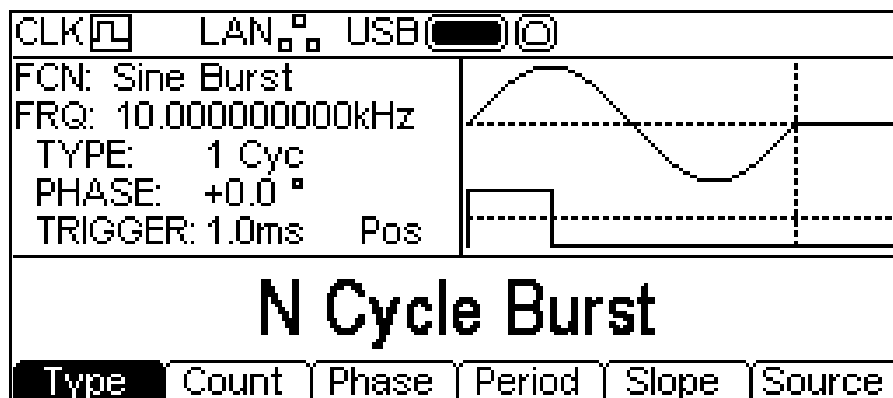 CLK LAN USB
FCN: Sine Burst
FRQ: 10.000000000kHz
TYPE: 1 Cyc
PHASE: +0.0 °
TRIGGER: 1.0ms Pos
N Cycle Burst
Type Count Phase Period Slope Source